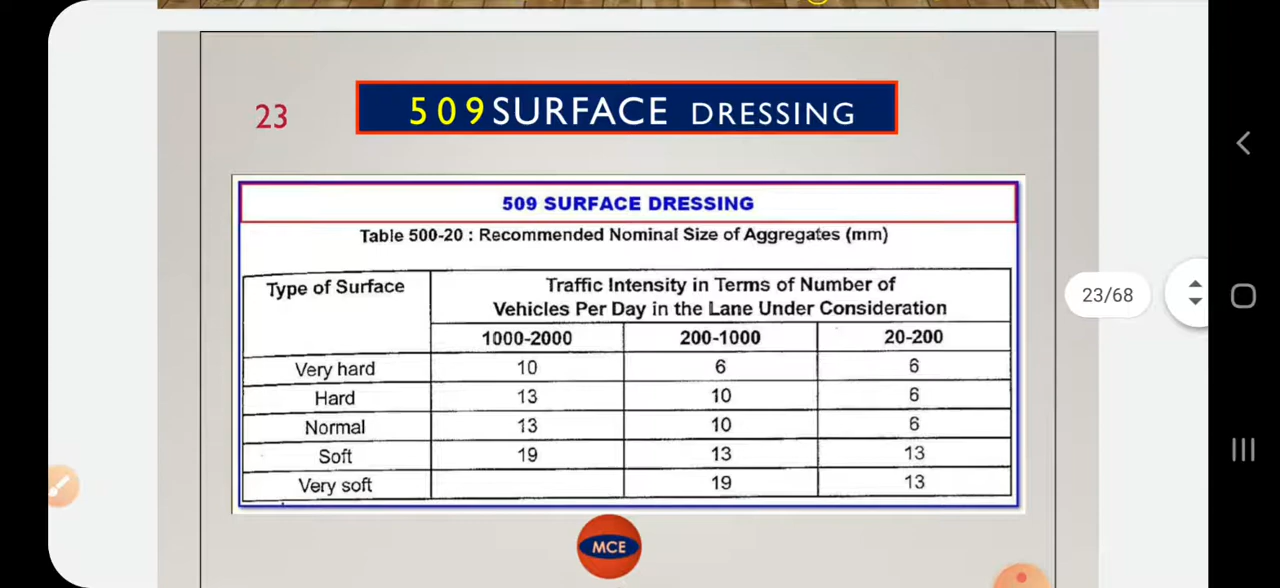 23
509 SURFACE DRESSING
509 SURFACE DRESSING
Table 500-20 : Recommended Nominal Size of Aggregates (mm)
Type of Surface
Traffic Intensity in Terms of Number of
Vehicles Per Day in the Lane Under Consideration
1000-2000 200-1000 20-200
Very hard 10 6 6
Hard 13 10 6
Normal 13 10 6
Soft 19 13 13
Very soft 19 13
23/68
MCE